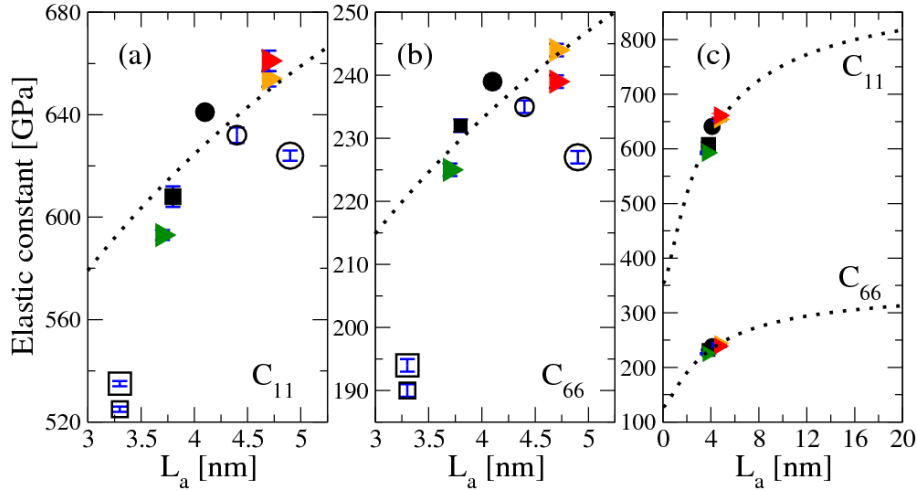 Elastic constant [GPa]
(a)
660
640
600
560
520
C11
3 3.5 4 4.5 5
La [nm]
(b)
250
240
230
220
210
200
190
C66
3 3.5 4 4.5 5
La [nm]
(c)
800
700
600
500
400
300
200
100
C11
C66
0 4 8 12 16 20
La [nm]